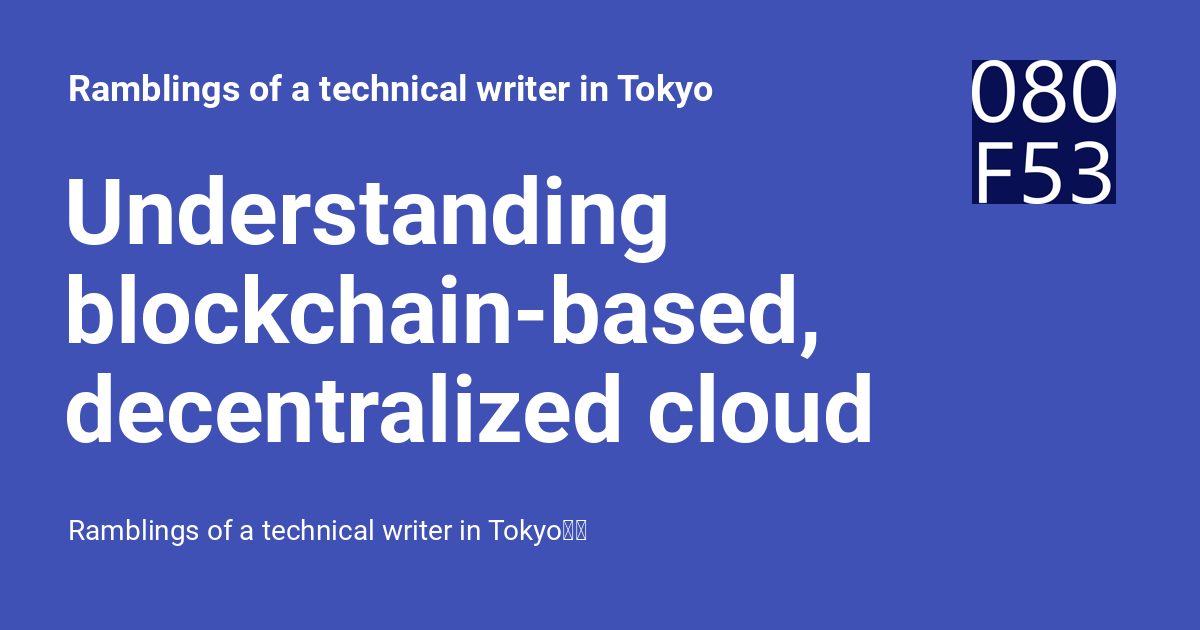 Ramblings of a technical writer in Tokyo
080
F53
Understanding
blockchain-based,
decentralized cloud
Ramblings of a technical writer in Tokyo